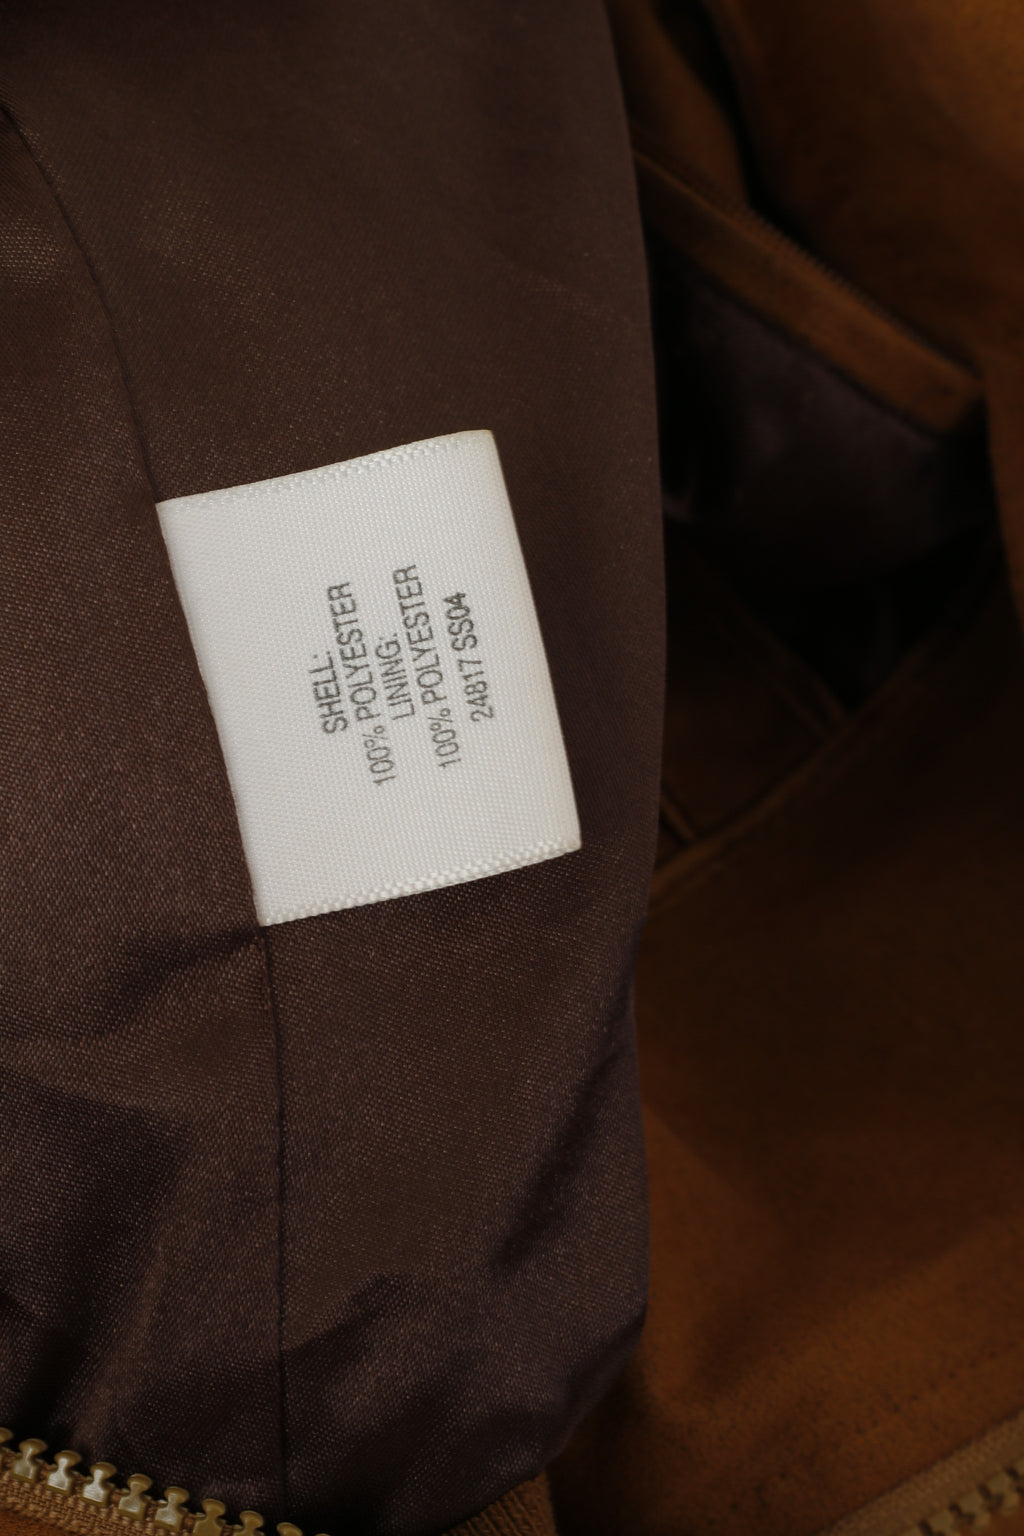 SHELL:
100% POLYESTER
LINING:
100% POLYESTER
24817 SS04